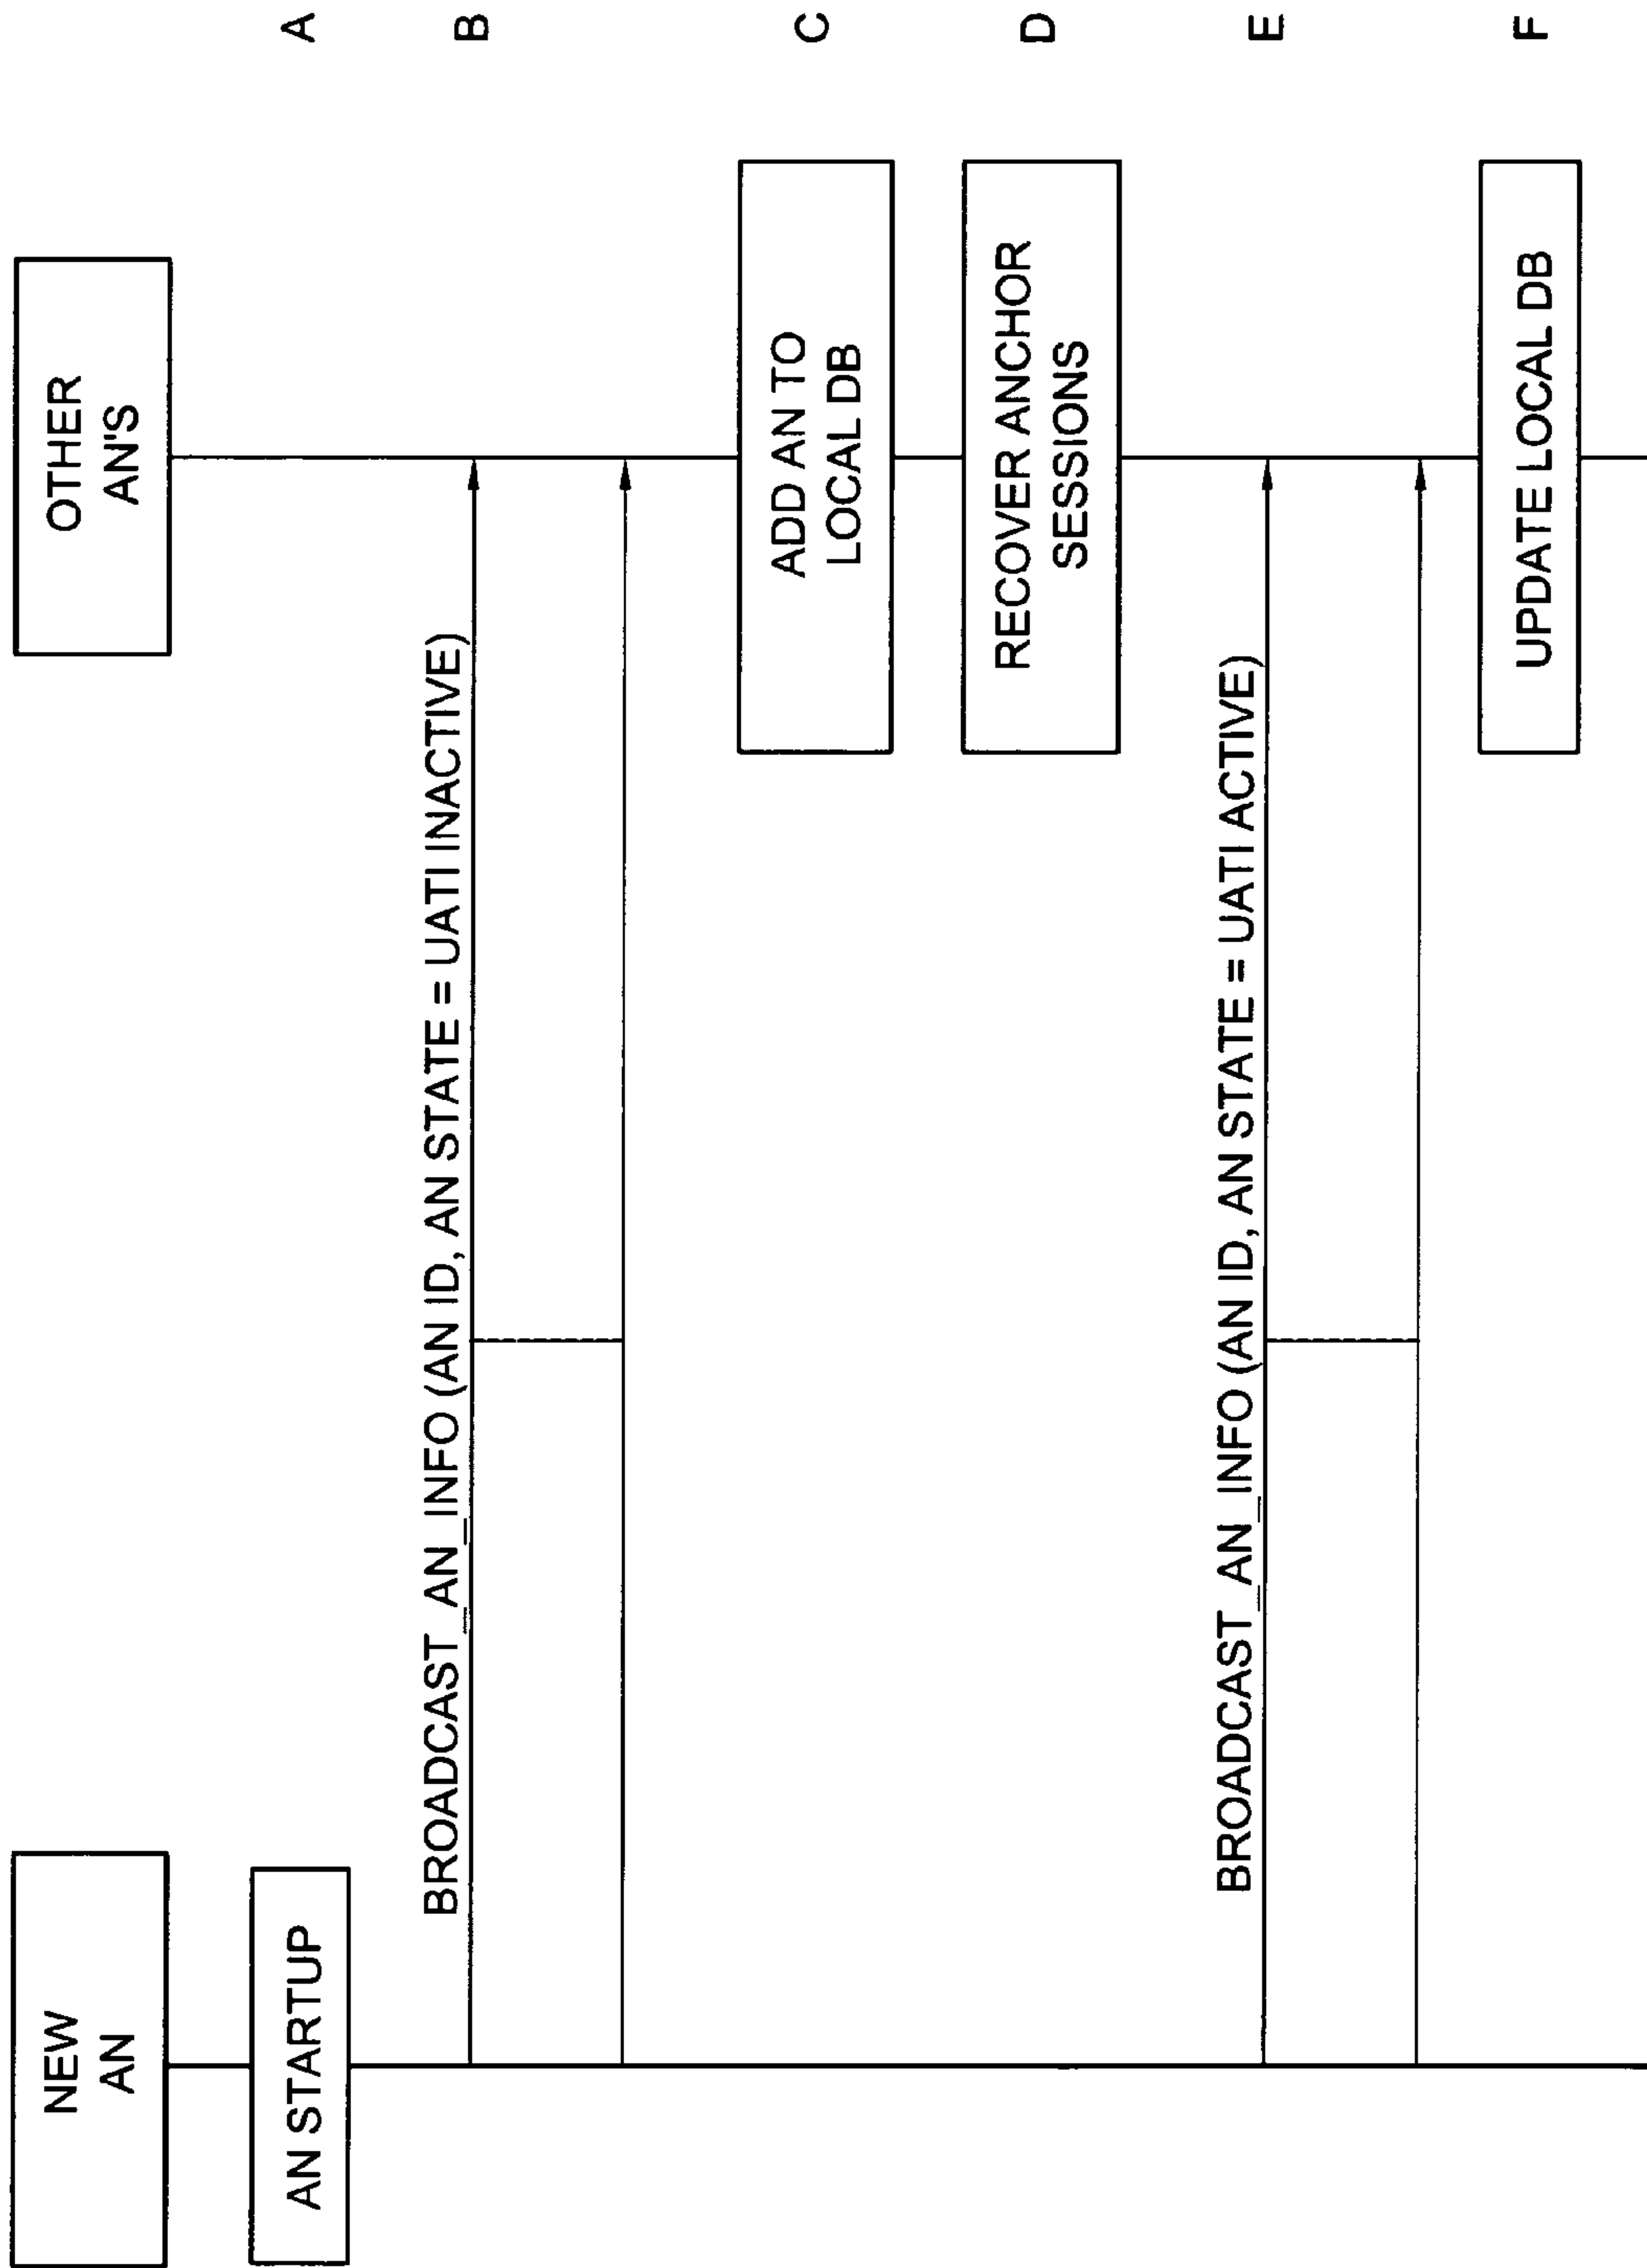 NEW
AN
OTHER
AN'S
AN STARTUP
A
BROADCAST_AN_INFO (AN ID, AN STATE = UATI INACTIVE)
B
ADD AN TO
LOCAL DB
C
RECOVER ANCHOR
SESSIONS
D
BROADCAST_AN_INFO (AN ID, AN STATE = UATI ACTIVE)
E
UPDATE LOCAL DB
F